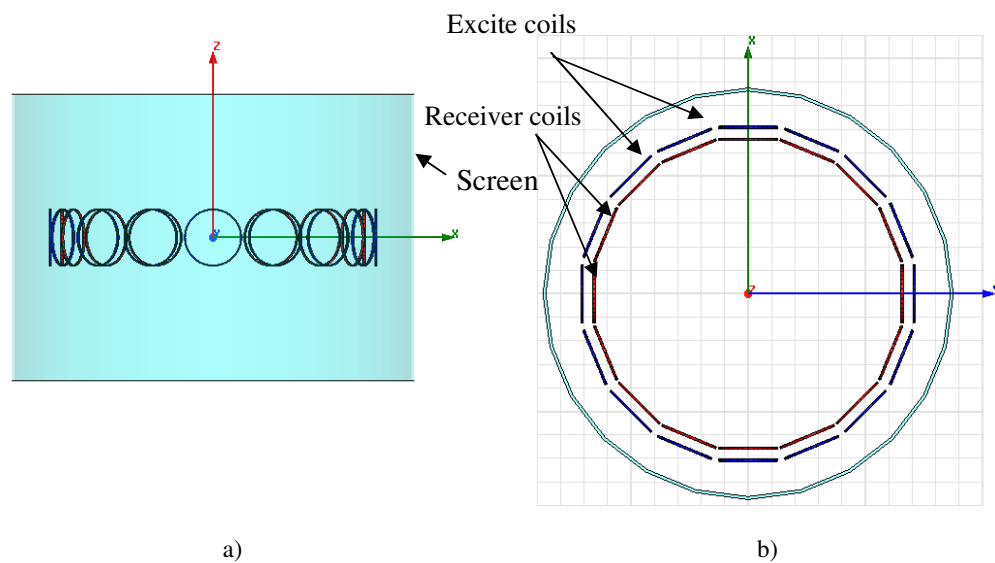 Excite coils
Receiver coils
Screen
Z
X
Y
X
Z
a)
b)